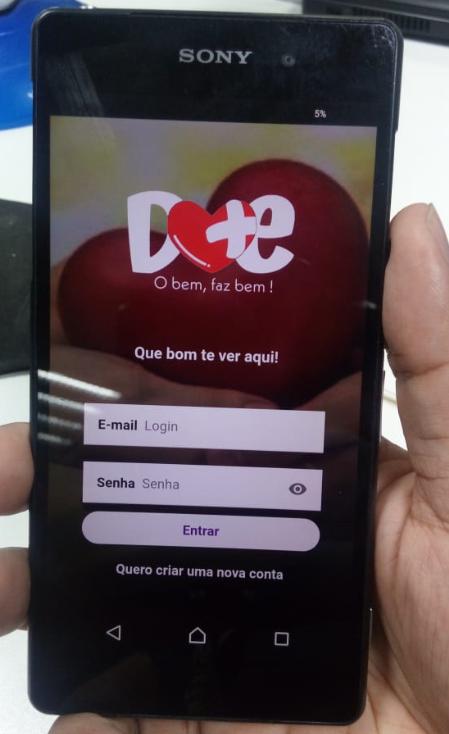 SONY
5%
D+te
O bem, faz bem !
Que bom te ver aqui!
E-mail Login
Senha Senha
Entrar
Quero criar uma nova conta